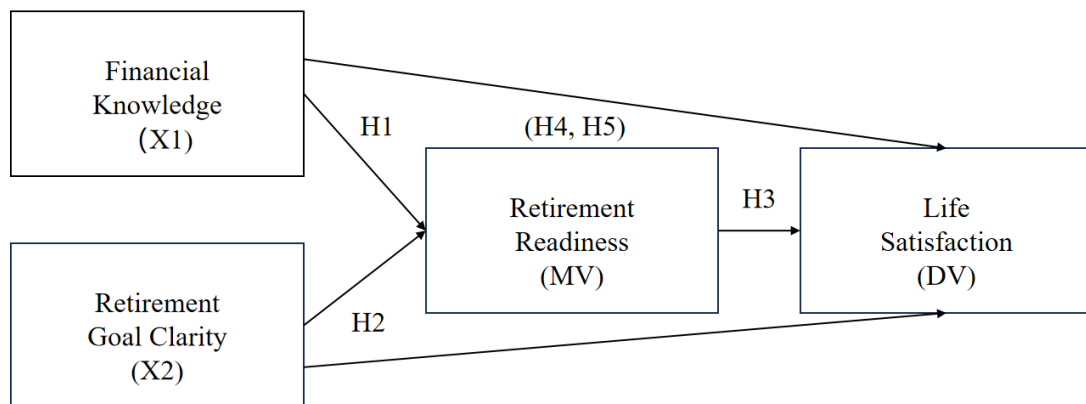 Financial
Knowledge
（X1)
H1
(H4, H5)
Retirement
Readiness
(MV)
H3
Life
Satisfaction
(DV)
Retirement
Goal Clarity
(X2)
H2